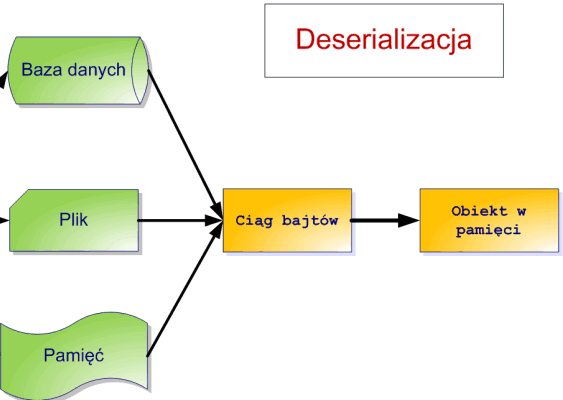 Deserializacja
Baza danych
Plik
Ciąg bajtów
Obiekt w
pamięci
Pamięć